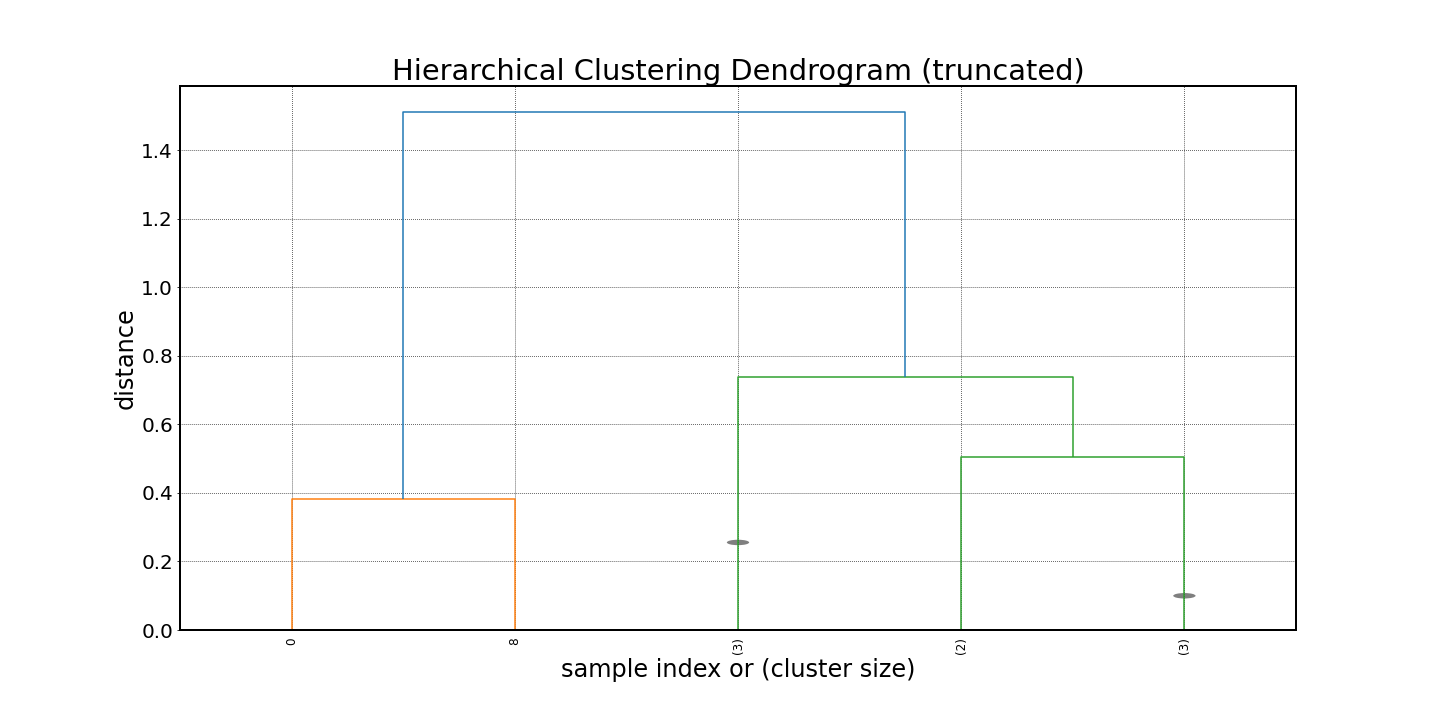 Hierarchical Clustering Dendrogram (truncated)
distance
1.4
1.2
1.0
0.8
0.6
0.4
0.2
0.0
0 8 (3) (2) (3)
sample index or (cluster size)